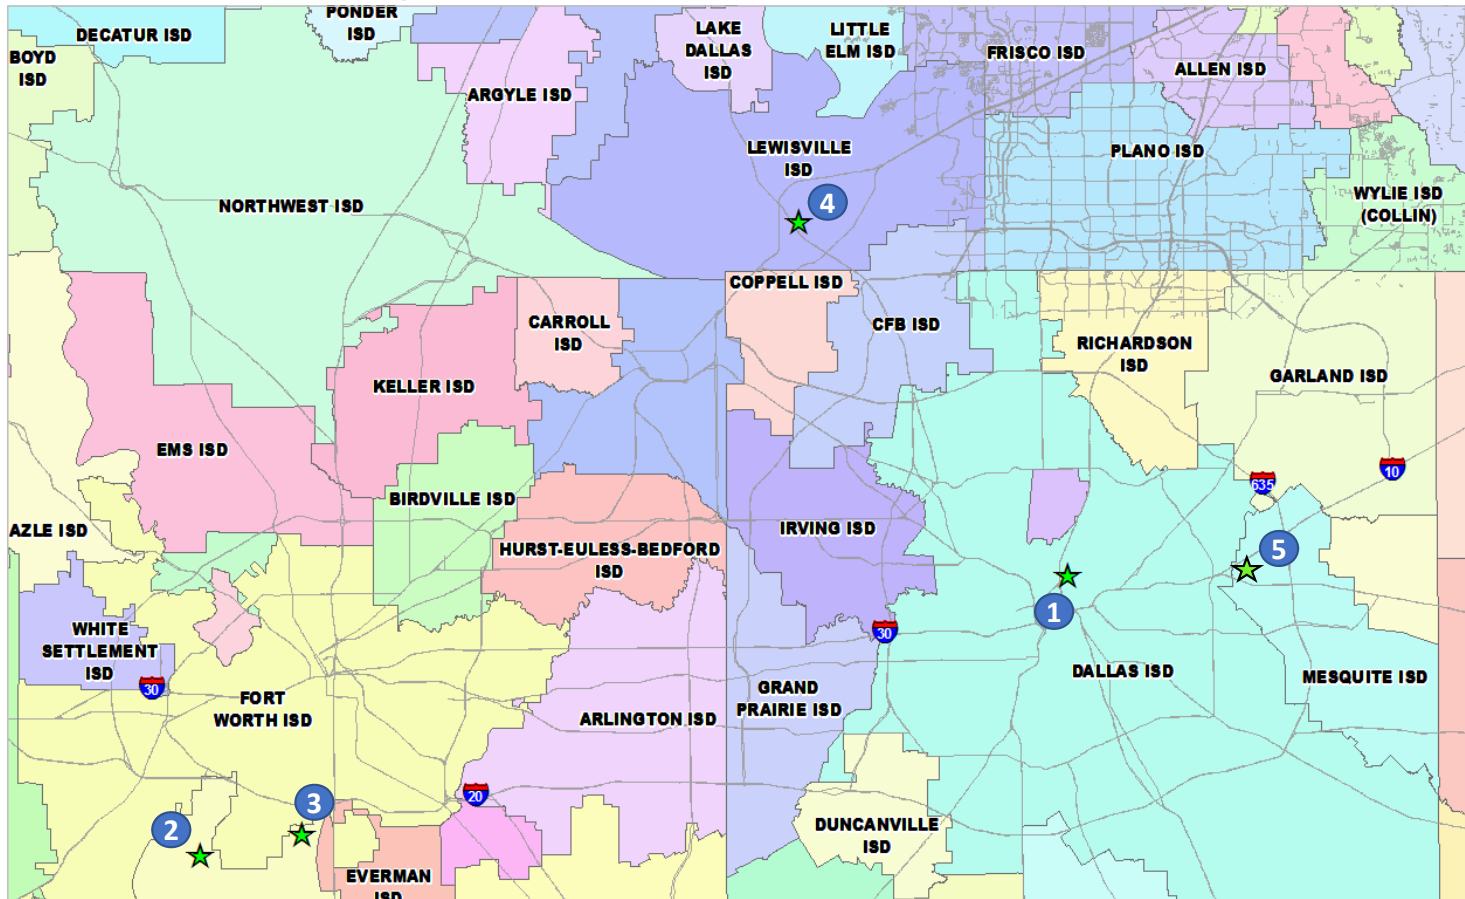 PONDER
ISD
DECATUR ISD
BOYD
ISD
ARGYLE ISD
LAKE
DALLAS
ISD
LITTLE
ELM ISD
FRISCO ISD
ALLEN ISD
LEWISVILLE
ISD
PLANO ISD
WYLIE ISD
(COLLIN)
NORTHWEST ISD
4
COPPELL ISD
CARROLL
ISD
CFB ISD
RICHARDSON
ISD
GARLAND ISD
KELLER ISD
EMS ISD
BIRDVILLE ISD
635
10
AZLE ISD
IRVING ISD
HURST-EULESS-BEDFORD
ISD
5
1
30
WHITE
SETTLEMENT
ISD
30
DALLAS ISD
MESQUITE ISD
FORT
WORTH ISD
ARLINGTON ISD
GRAND
PRAIRIE ISD
20
3
2
DUNCANVILLE
ISD
EVERMAN
ISD